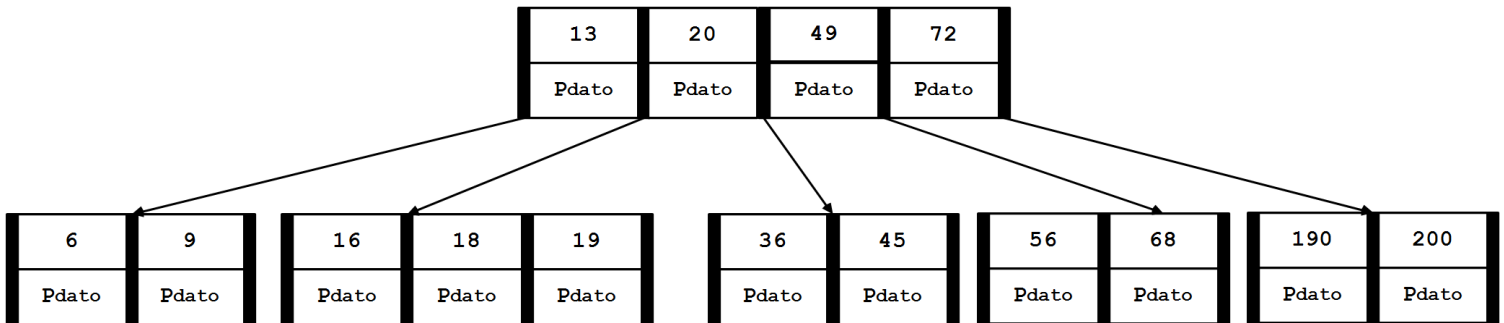 13 20 49 72
Pdato Pdato Pdato Pdato
6 9 16 18 19 36 45 56 68 190 200
Pdato Pdato Pdato Pdato Pdato Pdato Pdato Pdato Pdato Pdato Pdato